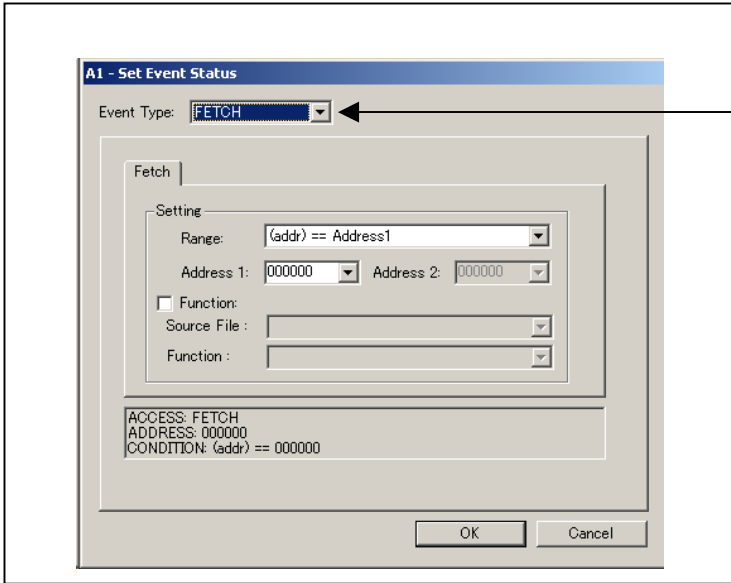 A1 - Set Event Status
Event Type: FETCH
Fetch
Setting
Range: (addr) == Address1
Address 1: 000000 Address 2: 000000
Function:
Source File :
Function :
ACCESS: FETCH
ADDRESS: 000000
CONDITION: (addr) == 000000
OK Cancel